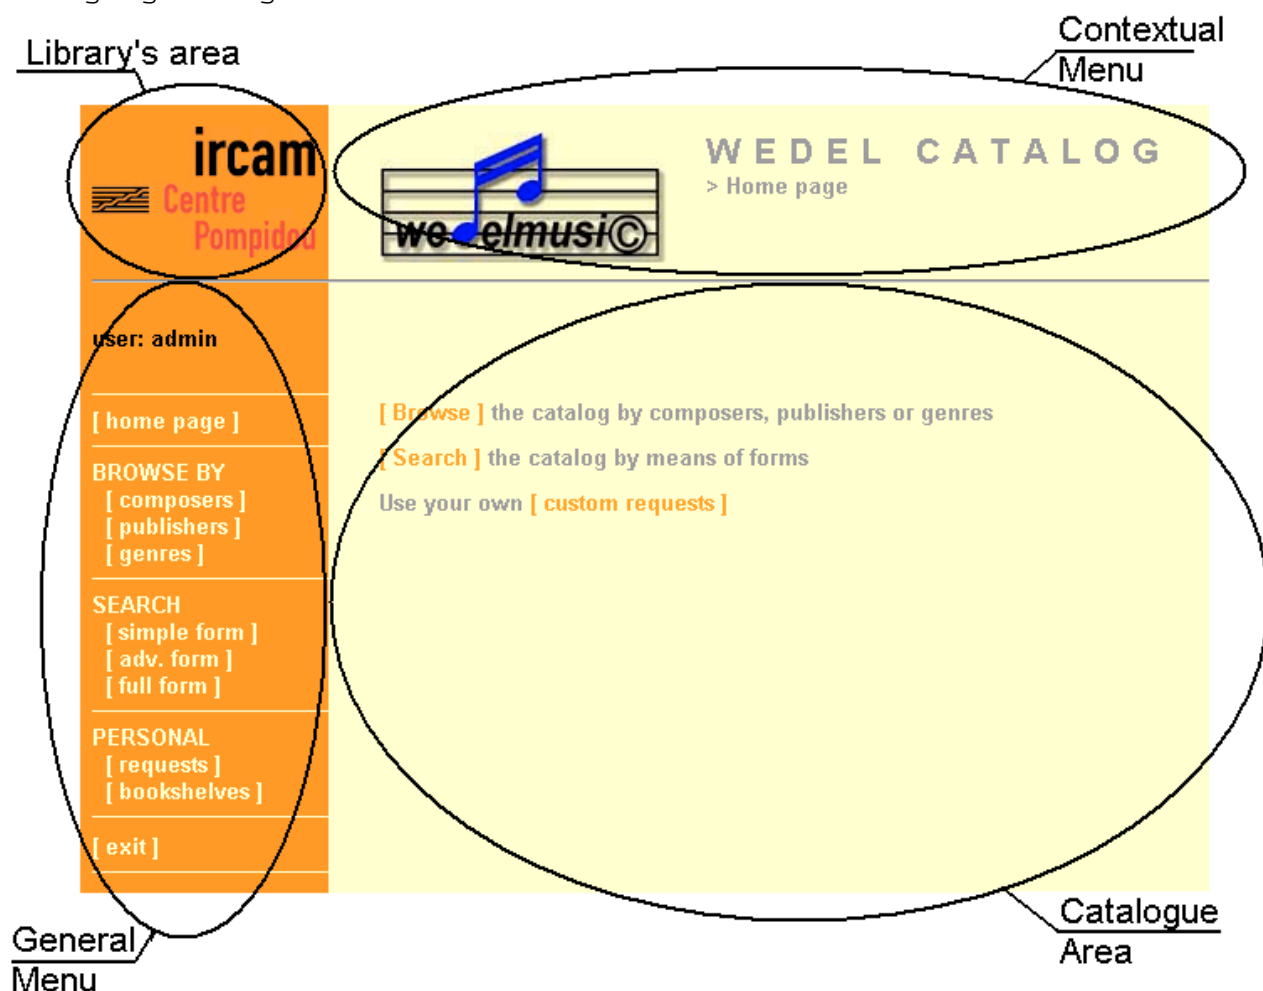 Library's area
Contextual
Menu
ircam
Centre
Pompidou
wedelmusi©
WEDEL CATALOG
> Home page
user: admin
[ home page ]
BROWSE BY
[ composers ]
[ publishers ]
[ genres ]
SEARCH
[ simple form ]
[ adv. form ]
[ full form ]
PERSONAL
[ requests ]
[ bookshelves ]
[ exit ]
[ Browse ] the catalog by composers, publishers or genres
[ Search ] the catalog by means of forms
Use your own [ custom requests ]
General
Menu
Catalogue
Area